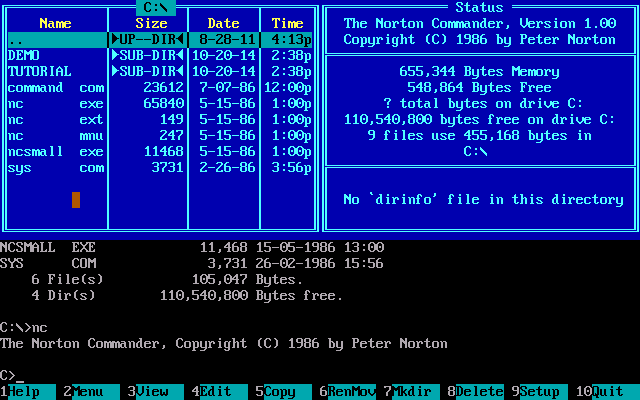 C:\
Name Size Date Time
.. ►UP--DIR◄ 8-28-11 4:13p
DEMO ►SUB-DIR◄ 10-20-14 2:38p
TUTORIAL ►SUB-DIR◄ 10-20-14 2:38p
command com 23612 7-07-86 12:00p
nc exe 65840 5-15-86 1:00p
nc ext 149 5-15-86 1:00p
nc mnu 247 5-15-86 1:00p
ncsmall exe 11468 5-15-86 1:00p
sys com 3731 2-26-86 3:56p
Status
The Norton Commander, Version 1.00
Copyright (C) 1986 by Peter Norton
655,344 Bytes Memory
548,864 Bytes Free
? total bytes on drive C:
110,540,800 bytes free on drive C:
9 files use 455,168 bytes in
C:\
No `dirinfo' file in this directory
NCSMALL EXE 11,468 15-05-1986 13:00
SYS COM 3,731 26-02-1986 15:56
6 File(s) 105,047 Bytes.
4 Dir(s) 110,540,800 Bytes free.
C:\>nc
The Norton Commander, Copyright (C) 1986 by Peter Norton
C>_
1Help 2Menu 3View 4Edit 5Copy 6RenMov 7Mkdir 8Delete 9Setup 10Quit